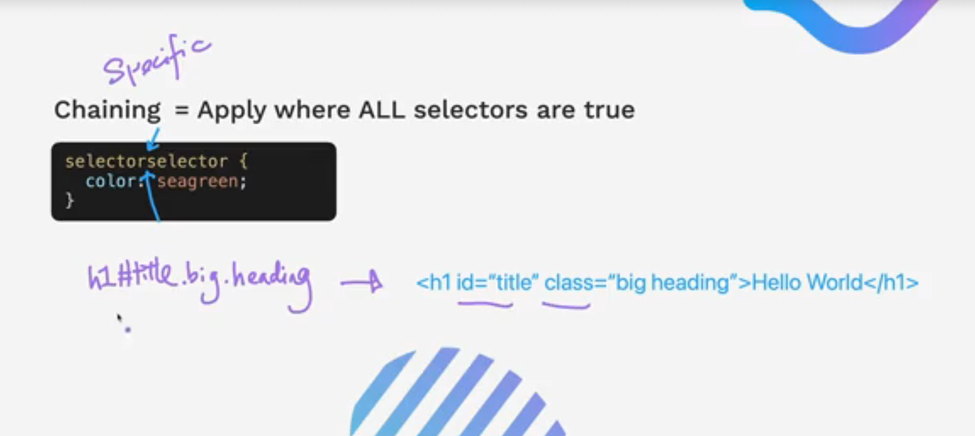 Specific
Chaining = Apply where ALL selectors are true
selectorselector {
color: seagreen;
}
h1#title.big.heading → <h1 id="title" class="big heading">Hello World</h1>